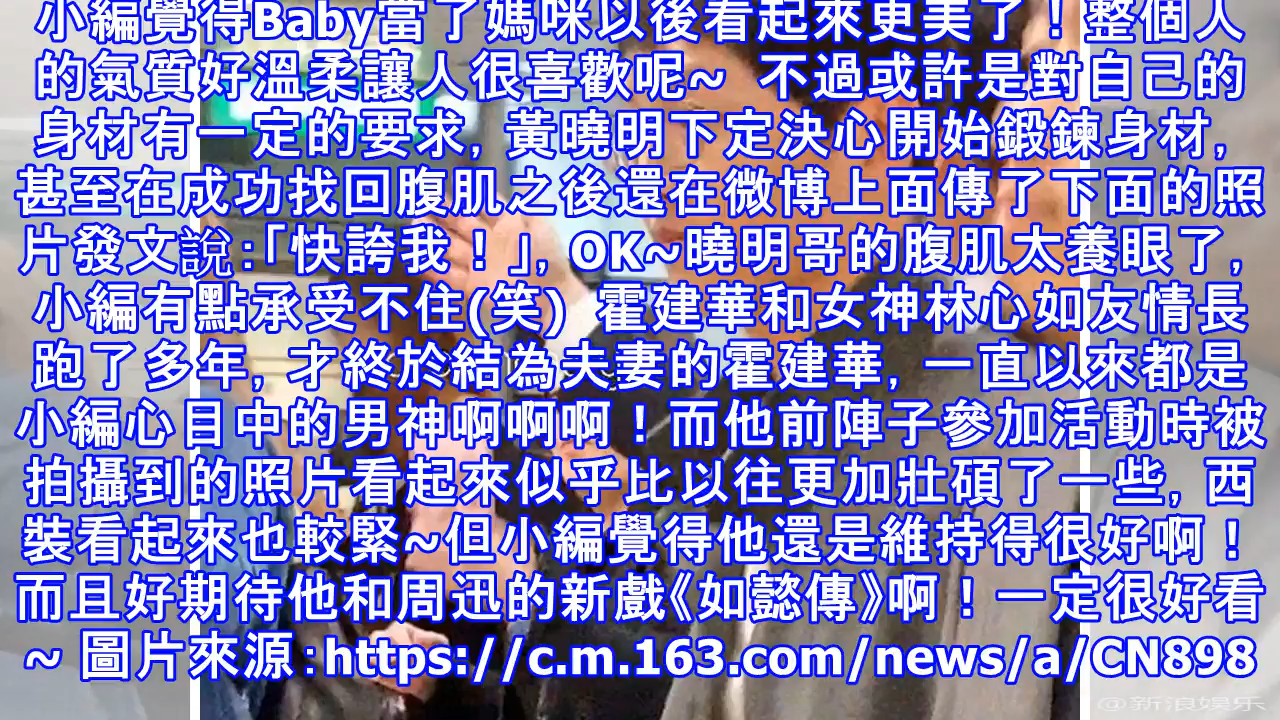 小編覺得Baby當了媽咪以後看起來更美了！整個人
的氣質好溫柔讓人很喜歡呢~ 不過或許是對自己的
身材有一定的要求, 黃曉明下定決心開始鍛鍊身材,
甚至在成功找回腹肌之後還在微博上面傳了下面的照
片發文說:「快誇我！」, OK~曉明哥的腹肌太養眼了,
小編有點承受不住(笑) 霍建華和女神林心如友情長
跑了多年, 才終於結為夫妻的霍建華, 一直以來都是
小編心目中的男神啊啊啊！而他前陣子參加活動時被
拍攝到的照片看起來似乎比以往更加壯碩了一些, 西
裝看起來也較緊~但小編覺得他還是維持得很好啊！
而且好期待他和周迅的新戲《如懿傳》啊！一定很好看
~ 圖片來源:https://c.m.163.com/news/a/CN898
@新浪娱乐